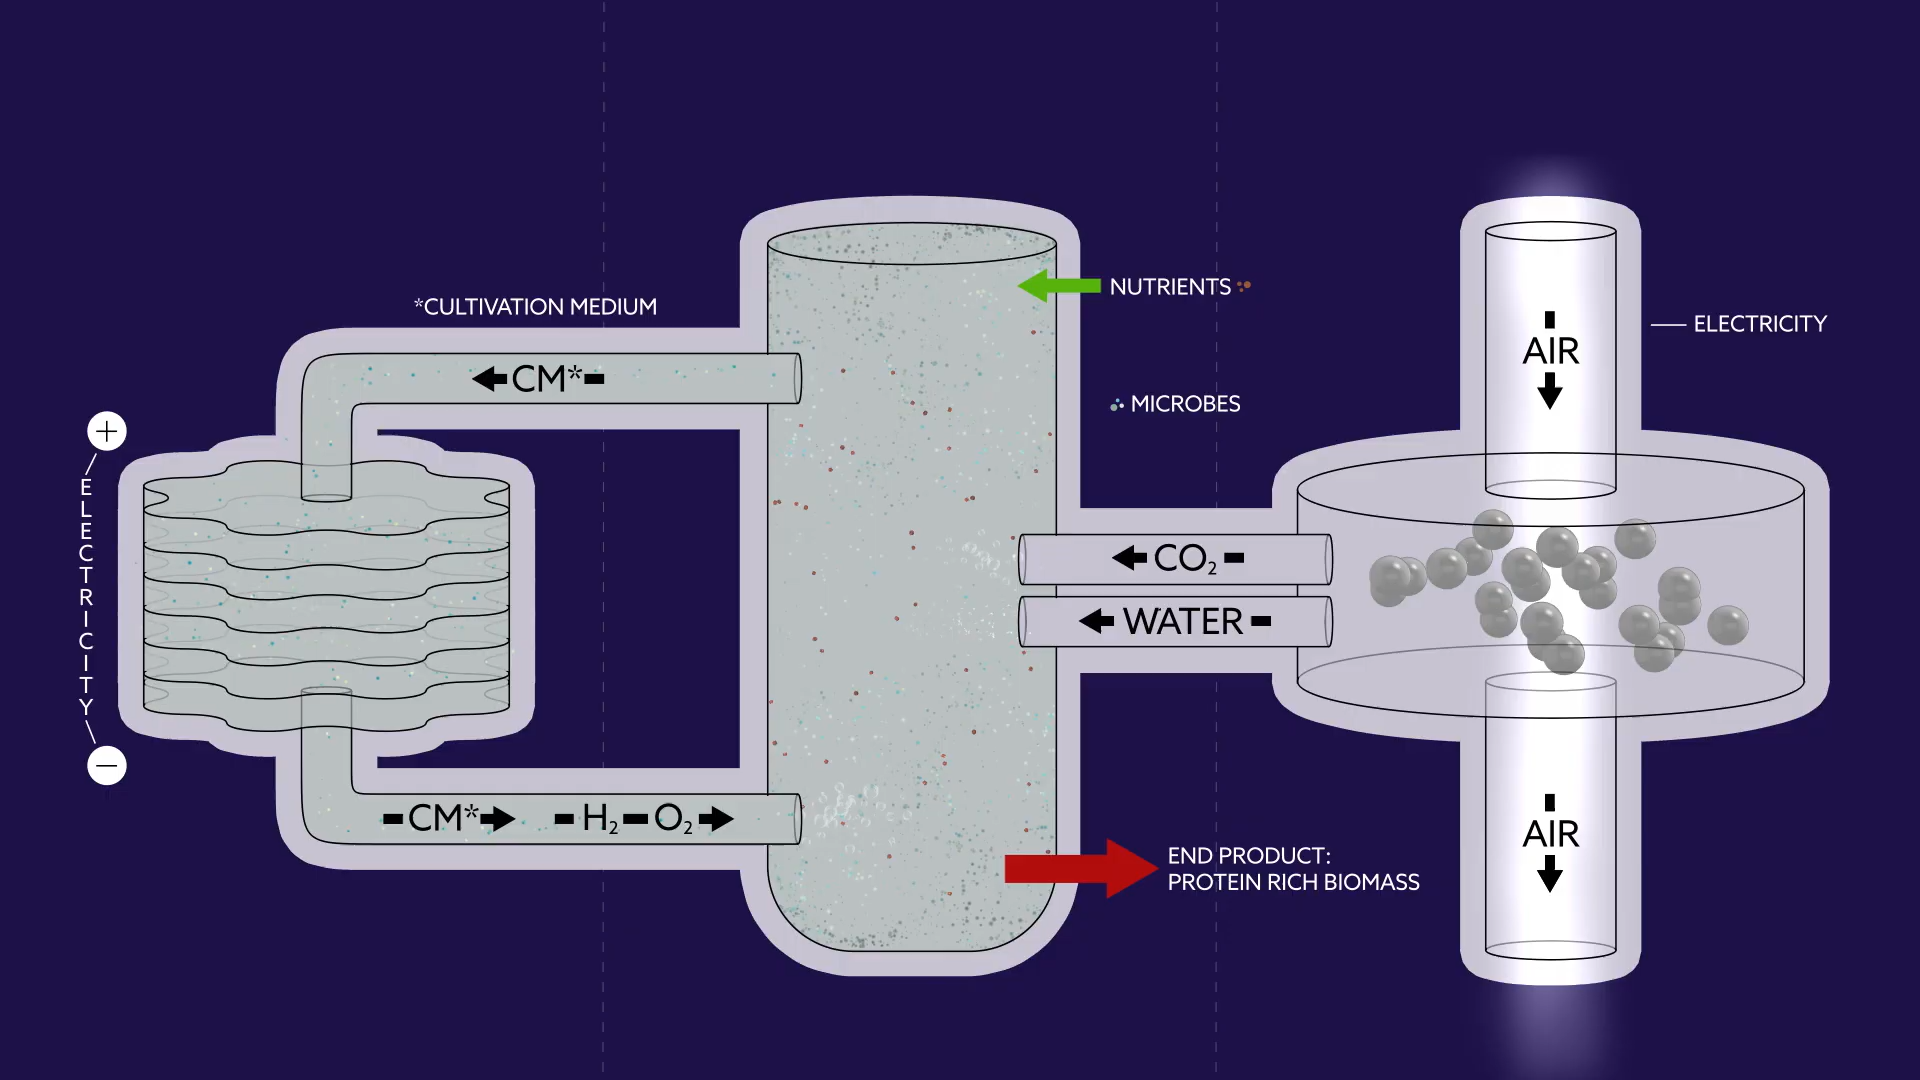 *CULTIVATION MEDIUM
CM*
+
ELECTRICITY
−
CM* H₂ O₂
NUTRIENTS
MICROBES
CO₂
WATER
END PRODUCT:
PROTEIN RICH BIOMASS
AIR
ELECTRICITY
AIR